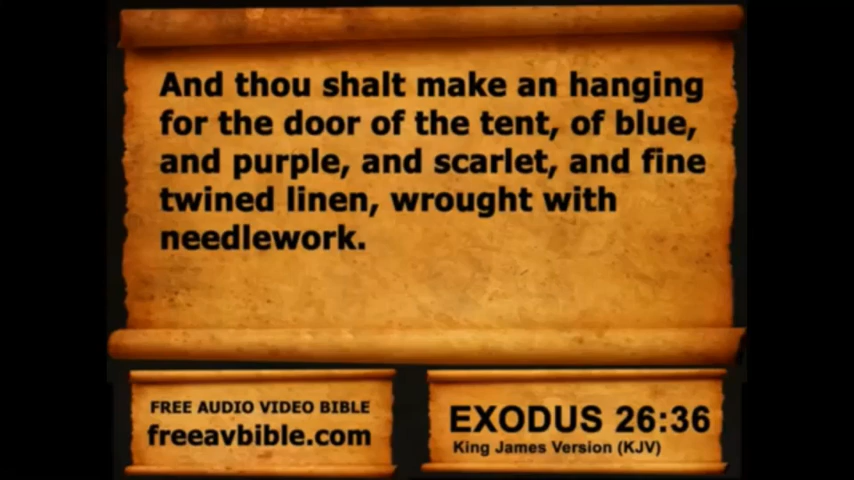 And thou shalt make an hanging
for the door of the tent, of blue,
and purple, and scarlet, and fine
twined linen, wrought with
needlework.
FREE AUDIO VIDEO BIBLE
freeavbible.com
EXODUS 26:36
King James Version (KJV)